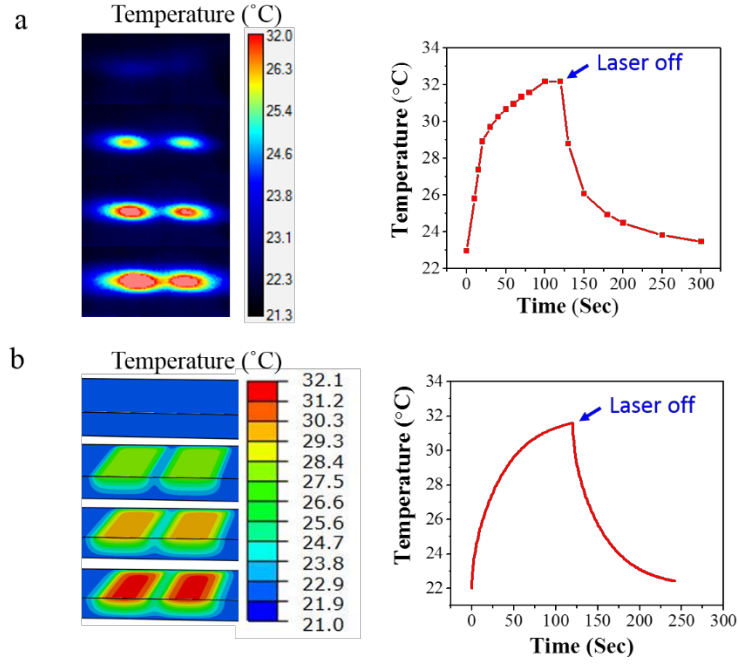 a
Temperature (˚C)
32.0
26.3
24.6
23.8
23.1
22.3
21.3
Temperature (°C)
34
32
30
28
26
24
22
Laser off
0 50 100 150 200 250 300
Time (Sec)
b
Temperature (˚C)
32.1
31.2
30.3
29.3
28.4
27.5
26.6
25.6
24.7
23.8
22.9
21.9
21.0
Temperature (°C)
34
32
30
28
26
24
22
Laser off
0 50 100 150 200 250 300
Time (Sec)